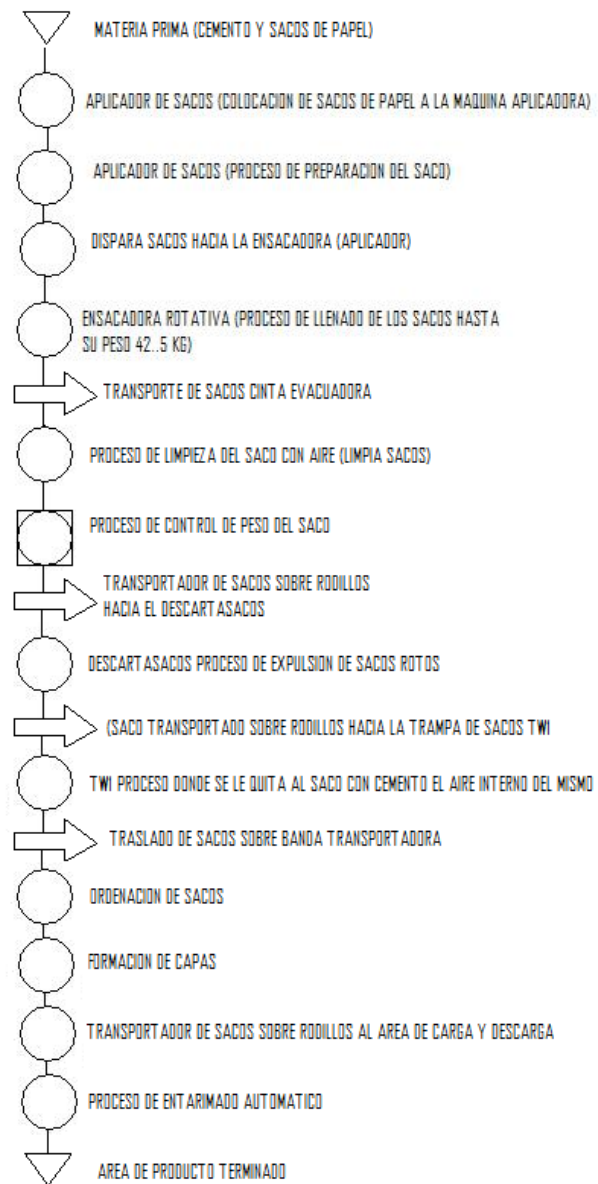 MATERIA PRIMA (CEMENTO Y SACOS DE PAPEL)
APLICADOR DE SACOS (COLOCACION DE SACOS DE PAPEL A LA MAQUINA APLICADORA)
APLICADOR DE SACOS (PROCESO DE PREPARACION DEL SACO)
DISPARA SACOS HACIA LA ENSACADORA (APLICADOR)
ENSACADORA ROTATIVA (PROCESO DE LLENADO DE LOS SACOS HASTA
SU PESO 42..5 KG)
TRANSPORTE DE SACOS CINTA EVACUADORA
PROCESO DE LIMPIEZA DEL SACO CON AIRE (LIMPIA SACOS)
PROCESO DE CONTROL DE PESO DEL SACO
TRANSPORTADOR DE SACOS SOBRE RODILLOS
HACIA EL DESCARTASACOS
DESCARTASACOS PROCESO DE EXPULSION DE SACOS ROTOS
(SACO TRANSPORTADO SOBRE RODILLOS HACIA LA TRAMPA DE SACOS TW1
TW1 PROCESO DONDE SE LE QUITA AL SACO CON CEMENTO EL AIRE INTERNO DEL MISMO
TRASLADO DE SACOS SOBRE BANDA TRANSPORTADORA
ORDENACION DE SACOS
FORMACION DE CAPAS
TRANSPORTADOR DE SACOS SOBRE RODILLOS AL AREA DE CARGA Y DESCARGA
PROCESO DE ENTARIMADO AUTOMATICO
AREA DE PRODUCTO TERMINADO